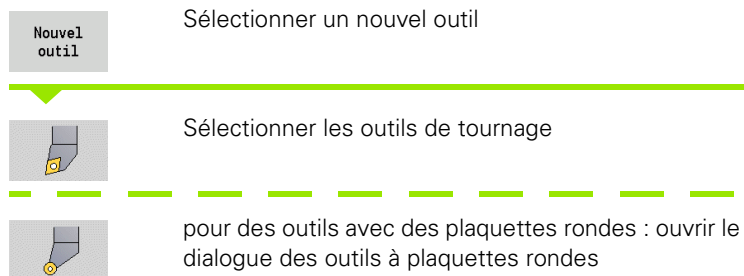 Nouvel
outil
Sélectionner un nouvel outil
Sélectionner les outils de tournage
pour des outils avec des plaquettes rondes : ouvrir le
dialogue des outils à plaquettes rondes